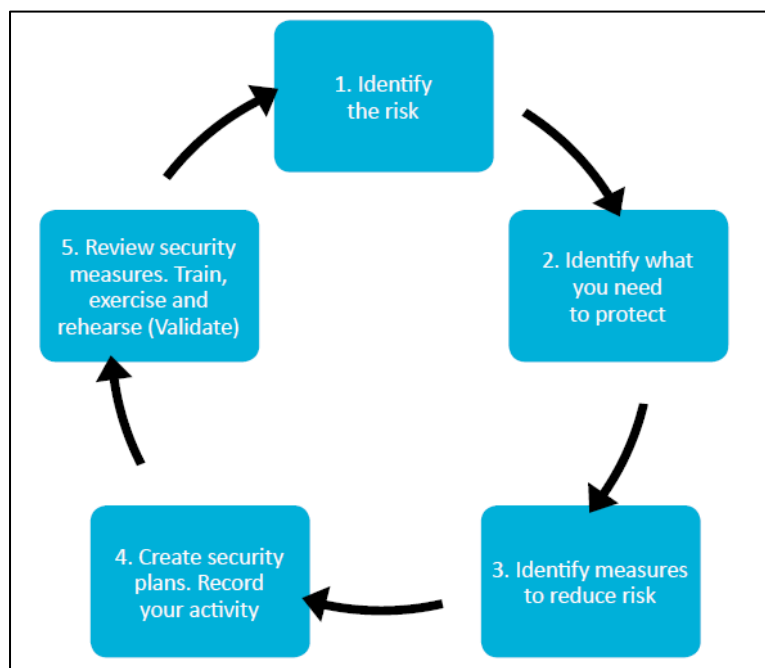 1. Identify
the risk
2. Identify what
you need
to protect
3. Identify measures
to reduce risk
4. Create security
plans. Record
your activity
5. Review security
measures. Train,
exercise and
rehearse (Validate)